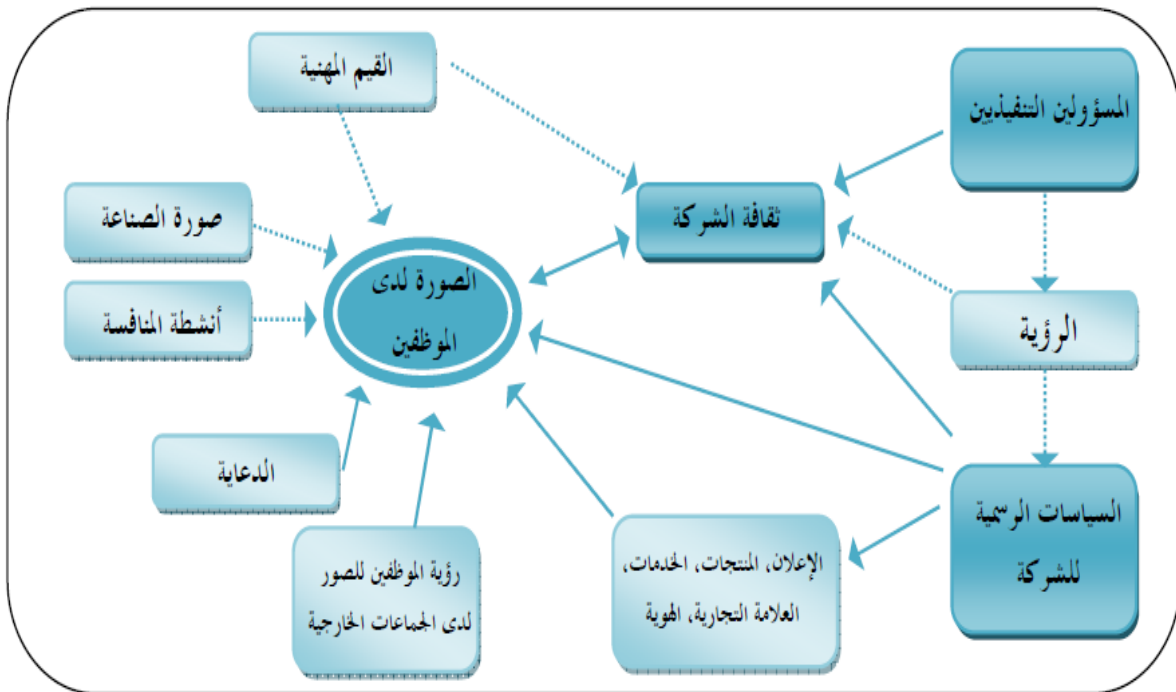 القيم المهنية
المسؤولين التنفيذيين
ثقافة الشركة
صورة الصناعة
الصورة لدى
الموظفين
أنشطة المنافسة
الرؤية
الدعاية
السياسات الرسمية
للشركة
رؤية الموظفين للصور
لدى الجماعات الخارجية
الإعلان، المنتجات، الخدمات،
العلامة التجارية، الهوية